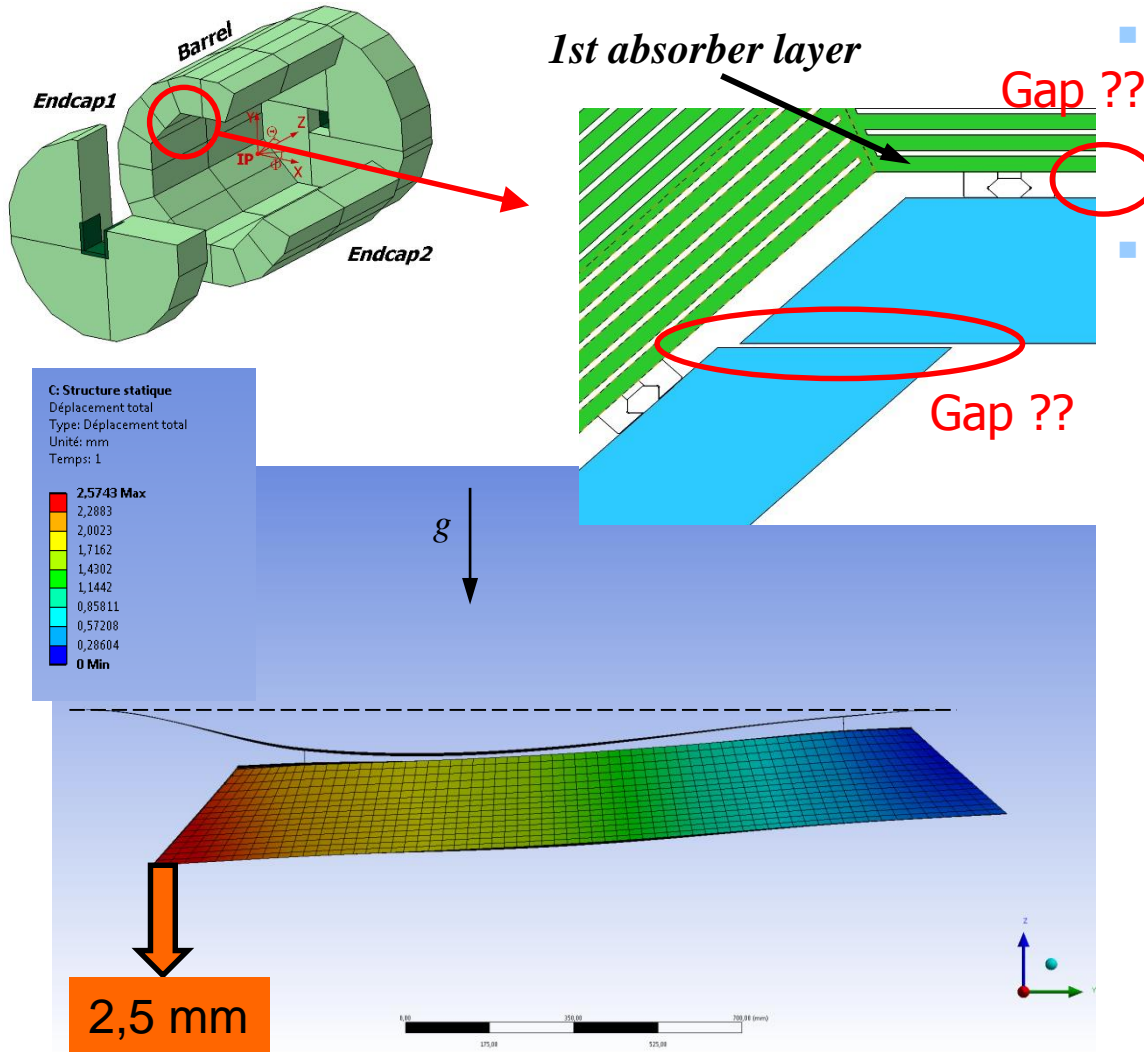 Barrel
Endcap1
Endcap2
Y
Z
IP
X
Θ
Φ
1st absorber layer
Gap ??
Gap ??
C: Structure statique
Déplacement total
Type: Déplacement total
Unité: mm
Temps: 1
2,5743 Max
2,2883
2,0023
1,7162
1,4302
1,1442
0,85811
0,57208
0,28604
0 Min
g
2,5 mm
0,00
350,00
700,00 (mm)
175,00
525,00
Z
Y